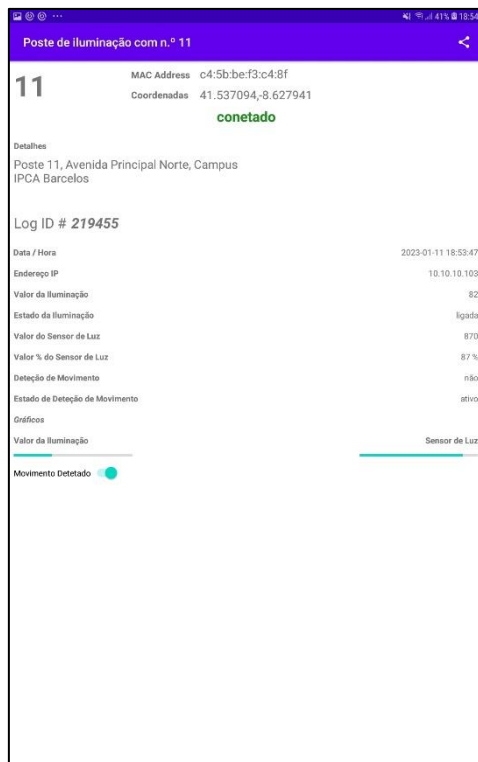 41% 18:54
Poste de iluminação com n.º 11
11
MAC Address c4:5b:be:f3:c4:8f
Coordenadas 41.537094,-8.627941
conetado
Detalhes
Poste 11, Avenida Principal Norte, Campus
IPCA Barcelos
Log ID # 219455
Data / Hora 2023-01-11 18:53:47
Endereço IP 10.10.10.103
Valor da Iluminação 82
Estado da Iluminação ligada
Valor do Sensor de Luz 870
Valor % do Sensor de Luz 87 %
Deteção de Movimento não
Estado de Deteção de Movimento ativo
Gráficos
Valor da Iluminação Sensor de Luz
Movimento Detetado